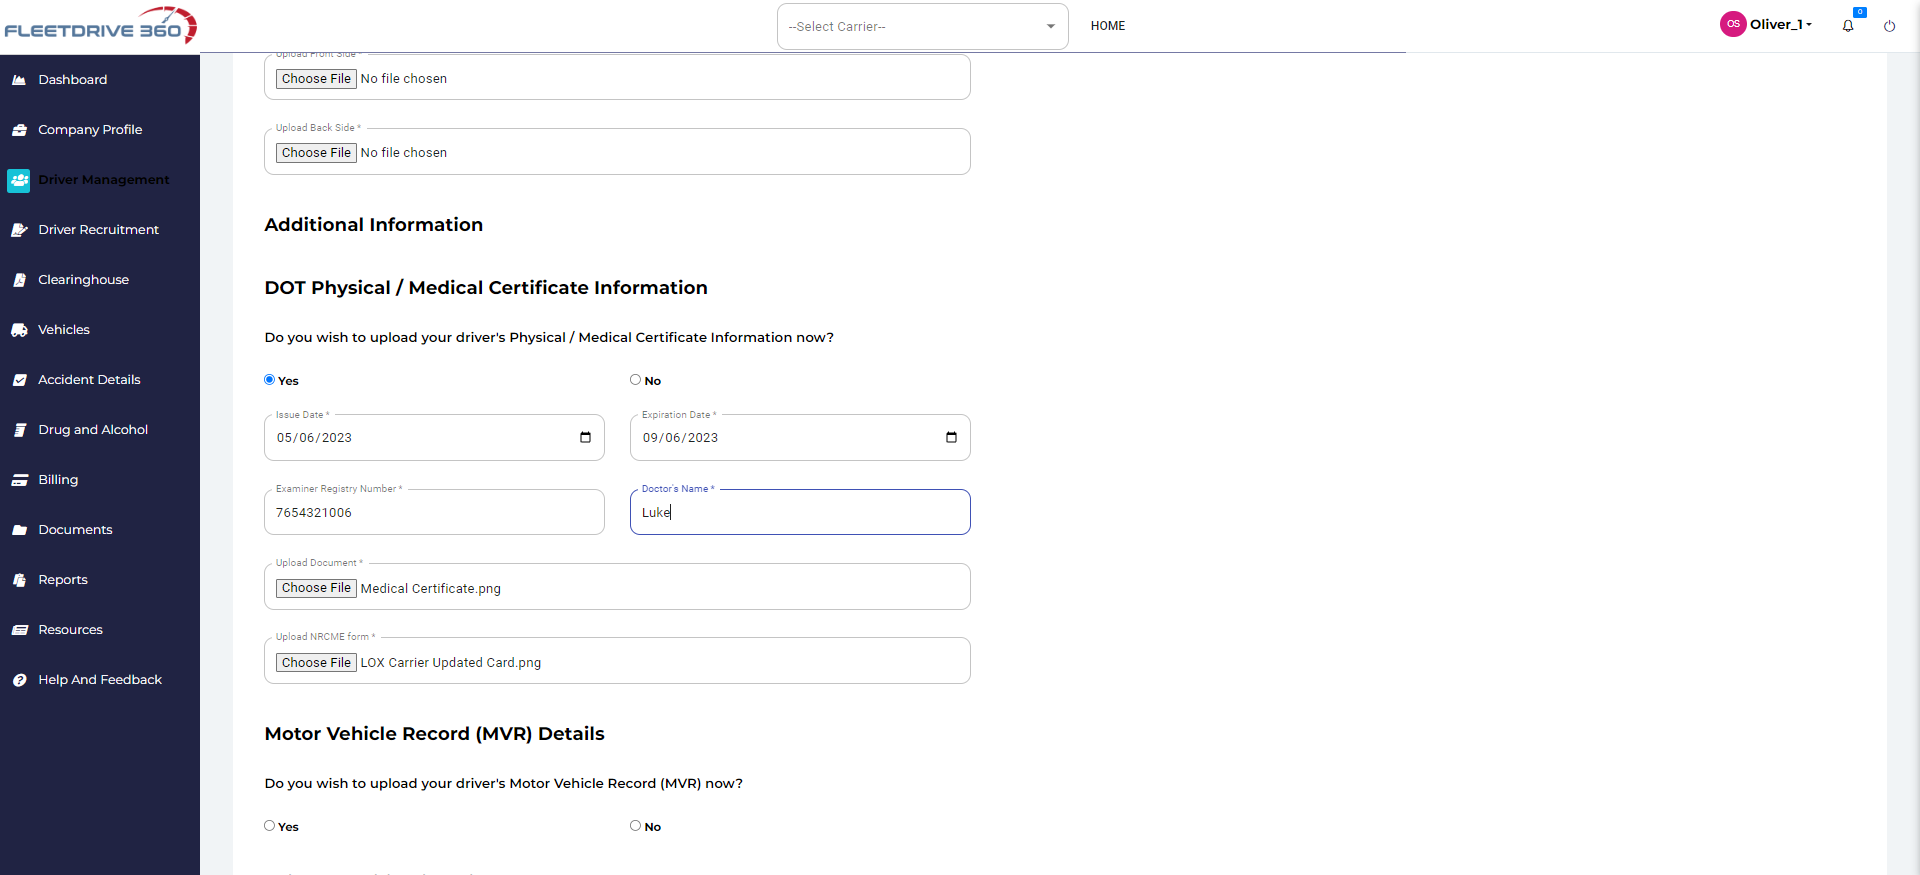 FLEETDRIVE 360
--Select Carrier--
HOME
OS
Oliver_1
0
Dashboard
Company Profile
Driver Management
Driver Recruitment
Clearinghouse
Vehicles
Accident Details
Drug and Alcohol
Billing
Documents
Reports
Resources
Help And Feedback
Upload Front Side *
Choose File No file chosen
Upload Back Side *
Choose File No file chosen
Additional Information
DOT Physical / Medical Certificate Information
Do you wish to upload your driver's Physical / Medical Certificate Information now?
Yes
No
Issue Date *
05/06/2023
Expiration Date *
09/06/2023
Examiner Registry Number *
7654321006
Doctor's Name *
Luke
Upload Document *
Choose File Medical Certificate.png
Upload NRCME form *
Choose File LOX Carrier Updated Card.png
Motor Vehicle Record (MVR) Details
Do you wish to upload your driver's Motor Vehicle Record (MVR) now?
Yes
No